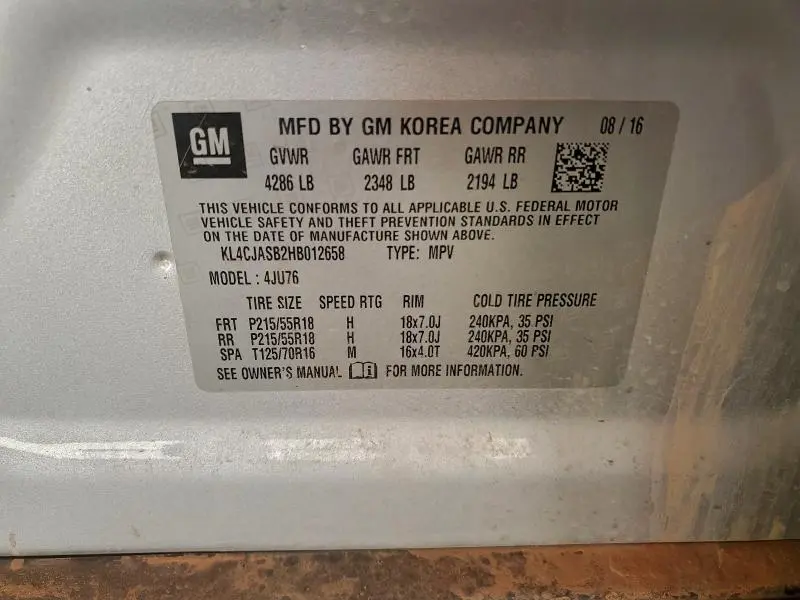 GM MFD BY GM KOREA COMPANY 08 / 16
GVWR GAWR FRT GAWR RR
4286 LB 2348 LB 2194 LB
THIS VEHICLE CONFORMS TO ALL APPLICABLE U.S. FEDERAL MOTOR
VEHICLE SAFETY AND THEFT PREVENTION STANDARDS IN EFFECT
ON THE DATE OF MANUFACTURE SHOWN ABOVE.
KL4CJASB2HB012658 TYPE: MPV
MODEL : 4JU76
TIRE SIZE SPEED RTG RIM COLD TIRE PRESSURE
FRT P215/55R18 H 18x7.0J 240KPA, 35 PSI
RR P215/55R18 H 18x7.0J 240KPA, 35 PSI
SPA T125/70R16 M 16x4.0T 420KPA, 60 PSI
SEE OWNER'S MANUAL FOR MORE INFORMATION.